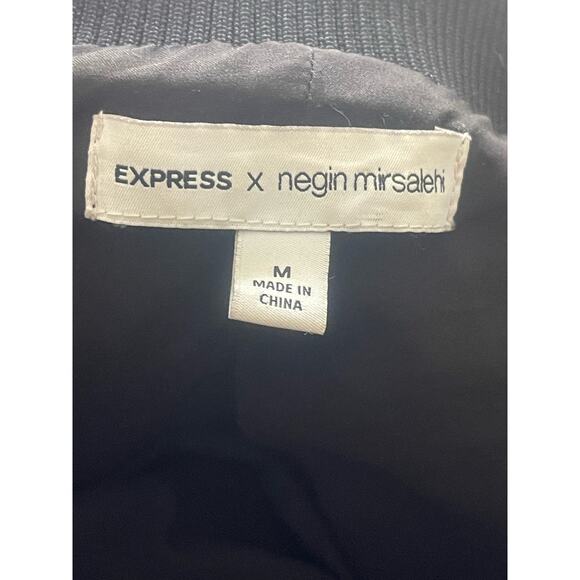 EXPRESS x negin mirsalehi
M
MADE IN
CHINA